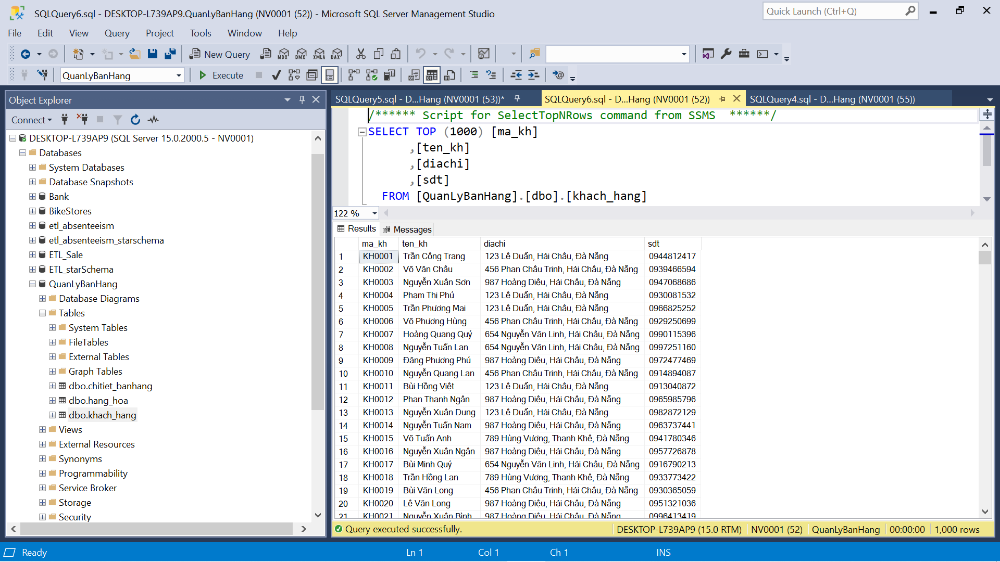 SQLQuery6.sql - DESKTOP-L739AP9.QuanLyBanHang (NV0001 (52)) - Microsoft SQL Server Management Studio
Quick Launch (Ctrl+Q)
File Edit View Query Project Tools Window Help
New Query MDX DMX XMLA DAX
QuanLyBanHang Execute
Object Explorer
Connect
DESKTOP-L739AP9 (SQL Server 15.0.2000.5 - NV0001)
Databases
System Databases
Database Snapshots
Bank
BikeStores
etl_absenteeism
etl_absenteeism_starschema
ETL_Sale
ETL_starSchema
QuanLyBanHang
Database Diagrams
Tables
System Tables
FileTables
External Tables
Graph Tables
dbo.chitiet_banhang
dbo.hang_hoa
dbo.khach_hang
Views
External Resources
Synonyms
Programmability
Service Broker
Storage
Security
SQLQuery5.sql - D...Hang (NV0001 (53))* SQLQuery6.sql - D...Hang (NV0001 (52)) SQLQuery4.sql - D...Hang (NV0001 (55))
/****** Script for SelectTopNRows command from SSMS ******/
SELECT TOP (1000) [ma_kh]
,[ten_kh]
,[diachi]
,[sdt]
FROM [QuanLyBanHang].[dbo].[khach_hang]
122 %
Results Messages
ma_kh ten_kh diachi sdt
1 KH0001 Trần Công Trang 123 Lê Duẩn, Hải Châu, Đà Nẵng 0944812417
2 KH0002 Võ Văn Châu 456 Phan Châu Trinh, Hải Châu, Đà Nẵng 0939466594
3 KH0003 Nguyễn Xuân Sơn 987 Hoàng Diệu, Hải Châu, Đà Nẵng 0947068686
4 KH0004 Phạm Thị Phú 123 Lê Duẩn, Hải Châu, Đà Nẵng 0930081532
5 KH0005 Trần Phương Mai 123 Lê Duẩn, Hải Châu, Đà Nẵng 0966825252
6 KH0006 Võ Phương Hùng 456 Phan Châu Trinh, Hải Châu, Đà Nẵng 0929250699
7 KH0007 Hoàng Quang Quý 654 Nguyễn Văn Linh, Hải Châu, Đà Nẵng 0990115396
8 KH0008 Nguyễn Tuấn Lan 654 Nguyễn Văn Linh, Hải Châu, Đà Nẵng 0997251160
9 KH0009 Đặng Phương Phú 987 Hoàng Diệu, Hải Châu, Đà Nẵng 0972477469
10 KH0010 Nguyễn Quang Lan 456 Phan Châu Trinh, Hải Châu, Đà Nẵng 0914894087
11 KH0011 Bùi Hồng Việt 123 Lê Duẩn, Hải Châu, Đà Nẵng 0913040872
12 KH0012 Phan Thanh Ngân 987 Hoàng Diệu, Hải Châu, Đà Nẵng 0965985796
13 KH0013 Nguyễn Xuân Dung 123 Lê Duẩn, Hải Châu, Đà Nẵng 0982872129
14 KH0014 Nguyễn Tuấn Nam 987 Hoàng Diệu, Hải Châu, Đà Nẵng 0963737441
15 KH0015 Võ Tuấn Anh 789 Hùng Vương, Thanh Khê, Đà Nẵng 0941780346
16 KH0016 Nguyễn Xuân Ngân 987 Hoàng Diệu, Hải Châu, Đà Nẵng 0957726878
17 KH0017 Bùi Minh Quý 654 Nguyễn Văn Linh, Hải Châu, Đà Nẵng 0916790213
18 KH0018 Trần Hồng Lan 789 Hùng Vương, Thanh Khê, Đà Nẵng 0933773422
19 KH0019 Bùi Văn Long 456 Phan Châu Trinh, Hải Châu, Đà Nẵng 0930365059
20 KH0020 Lê Văn Long 987 Hoàng Diệu, Hải Châu, Đà Nẵng 0951321036
21 KH0021 Nguyễn Xuân Bình 987 Hoàng Diệu, Hải Châu, Đà Nẵng 0996413419
Query executed successfully. DESKTOP-L739AP9 (15.0 RTM) NV0001 (52) QuanLyBanHang 00:00:00 1,000 rows
Ready Ln 1 Col 1 Ch 1 INS